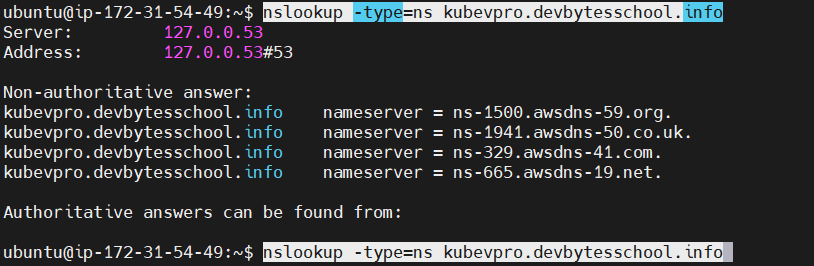 ubuntu@ip-172-31-54-49:~$ nslookup -type=ns kubevpro.devbytesschool.info
Server:         127.0.0.53
Address:        127.0.0.53#53
Non-authoritative answer:
kubevpro.devbytesschool.info    nameserver = ns-1500.awsdns-59.org.
kubevpro.devbytesschool.info    nameserver = ns-1941.awsdns-50.co.uk.
kubevpro.devbytesschool.info    nameserver = ns-329.awsdns-41.com.
kubevpro.devbytesschool.info    nameserver = ns-665.awsdns-19.net.
Authoritative answers can be found from:
ubuntu@ip-172-31-54-49:~$ nslookup -type=ns kubevpro.devbytesschool.info